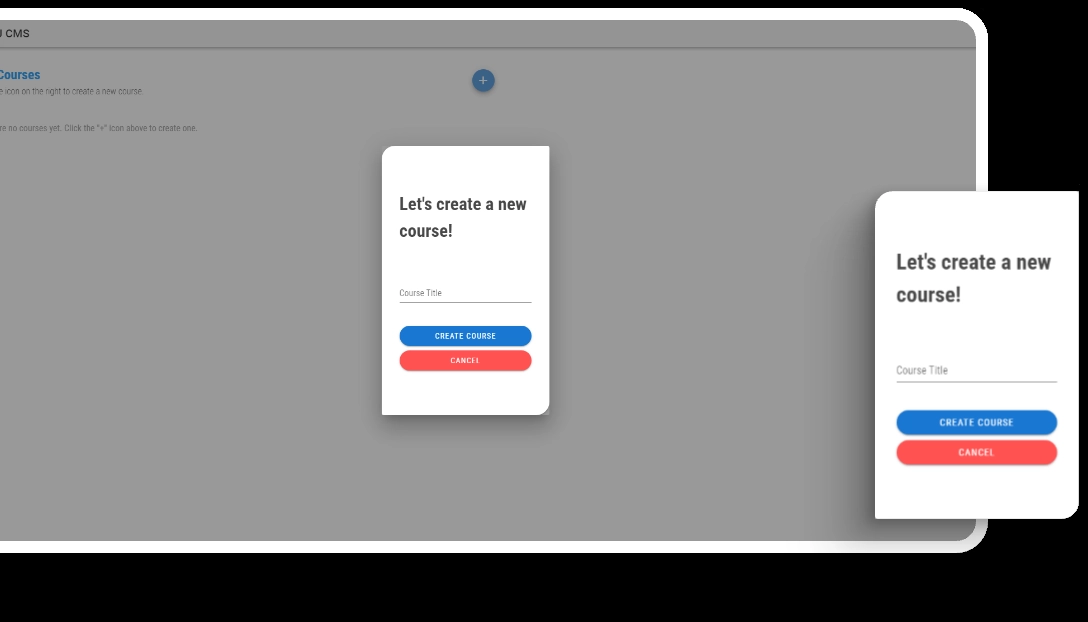 CMS
Courses
icon on the right to create a new course.
no courses yet. Click the "+" Icon above to create one.
Let's create a new
course!
Course Title
CREATE COURSE
CANCEL
Let's create a new
course!
Course Title
CREATE COURSE
CANCEL